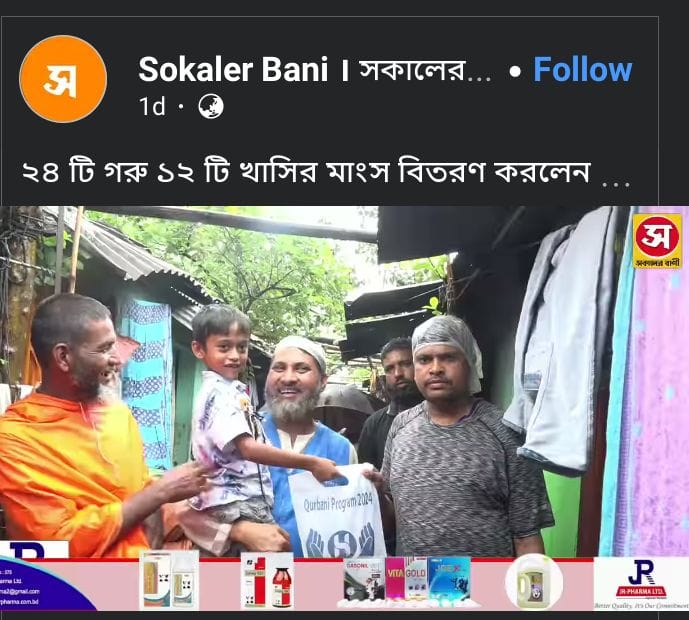 স
Sokaler Bani । সকালের... • Follow
1d ·
২৪ টি গরু ১২ টি খাসির মাংস বিতরণ করলেন ...
স
সকালের বাণী
Qurbani Program 2024
VITA GOLD
JR
JR-PHARMA LTD.
Better Quality, It's Our Commitment